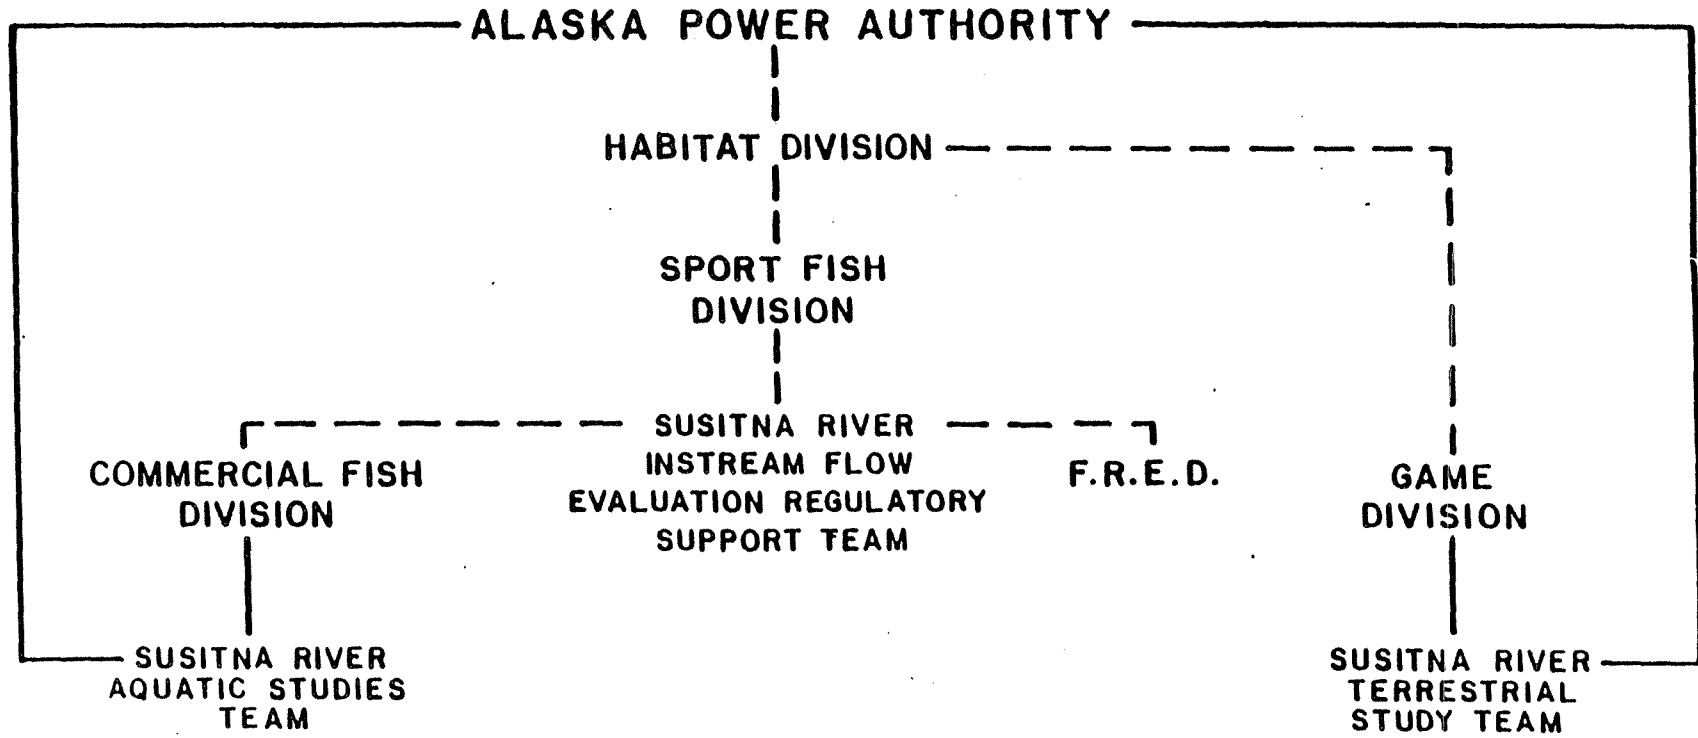 ALASKA POWER AUTHORITY
HABITAT DIVISION
SPORT FISH
DIVISION
SUSITNA RIVER
INSTREAM FLOW
EVALUATION REGULATORY
SUPPORT TEAM
COMMERCIAL FISH
DIVISION
F.R.E.D.
GAME
DIVISION
SUSITNA RIVER
AQUATIC STUDIES
TEAM
SUSITNA RIVER
TERRESTRIAL
STUDY TEAM